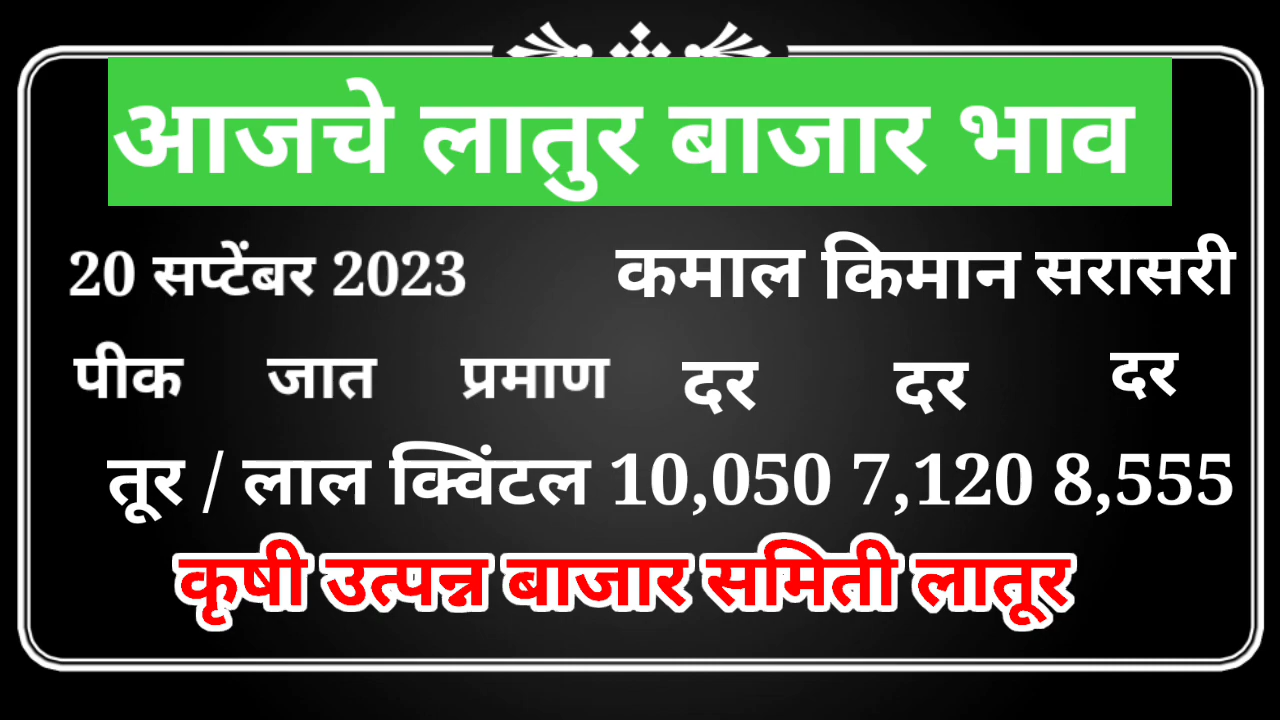 आजचे लातुर बाजार भाव
20 सप्टेंबर 2023 कमाल किमान सरासरी
पीक जात प्रमाण दर दर दर
तूर / लाल क्विंटल 10,050 7,120 8,555
कृषी उत्पन्न बाजार समिती लातूर